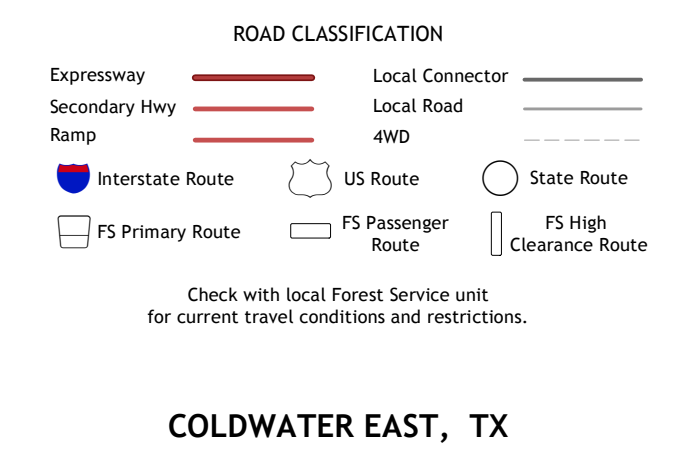 ROAD CLASSIFICATION
Expressway
Local Connector
Secondary Hwy
Local Road
Ramp
4WD
Interstate Route
US Route
State Route
FS Primary Route
FS Passenger
Route
FS High
Clearance Route
Check with local Forest Service unit
for current travel conditions and restrictions.
COLDWATER EAST, TX